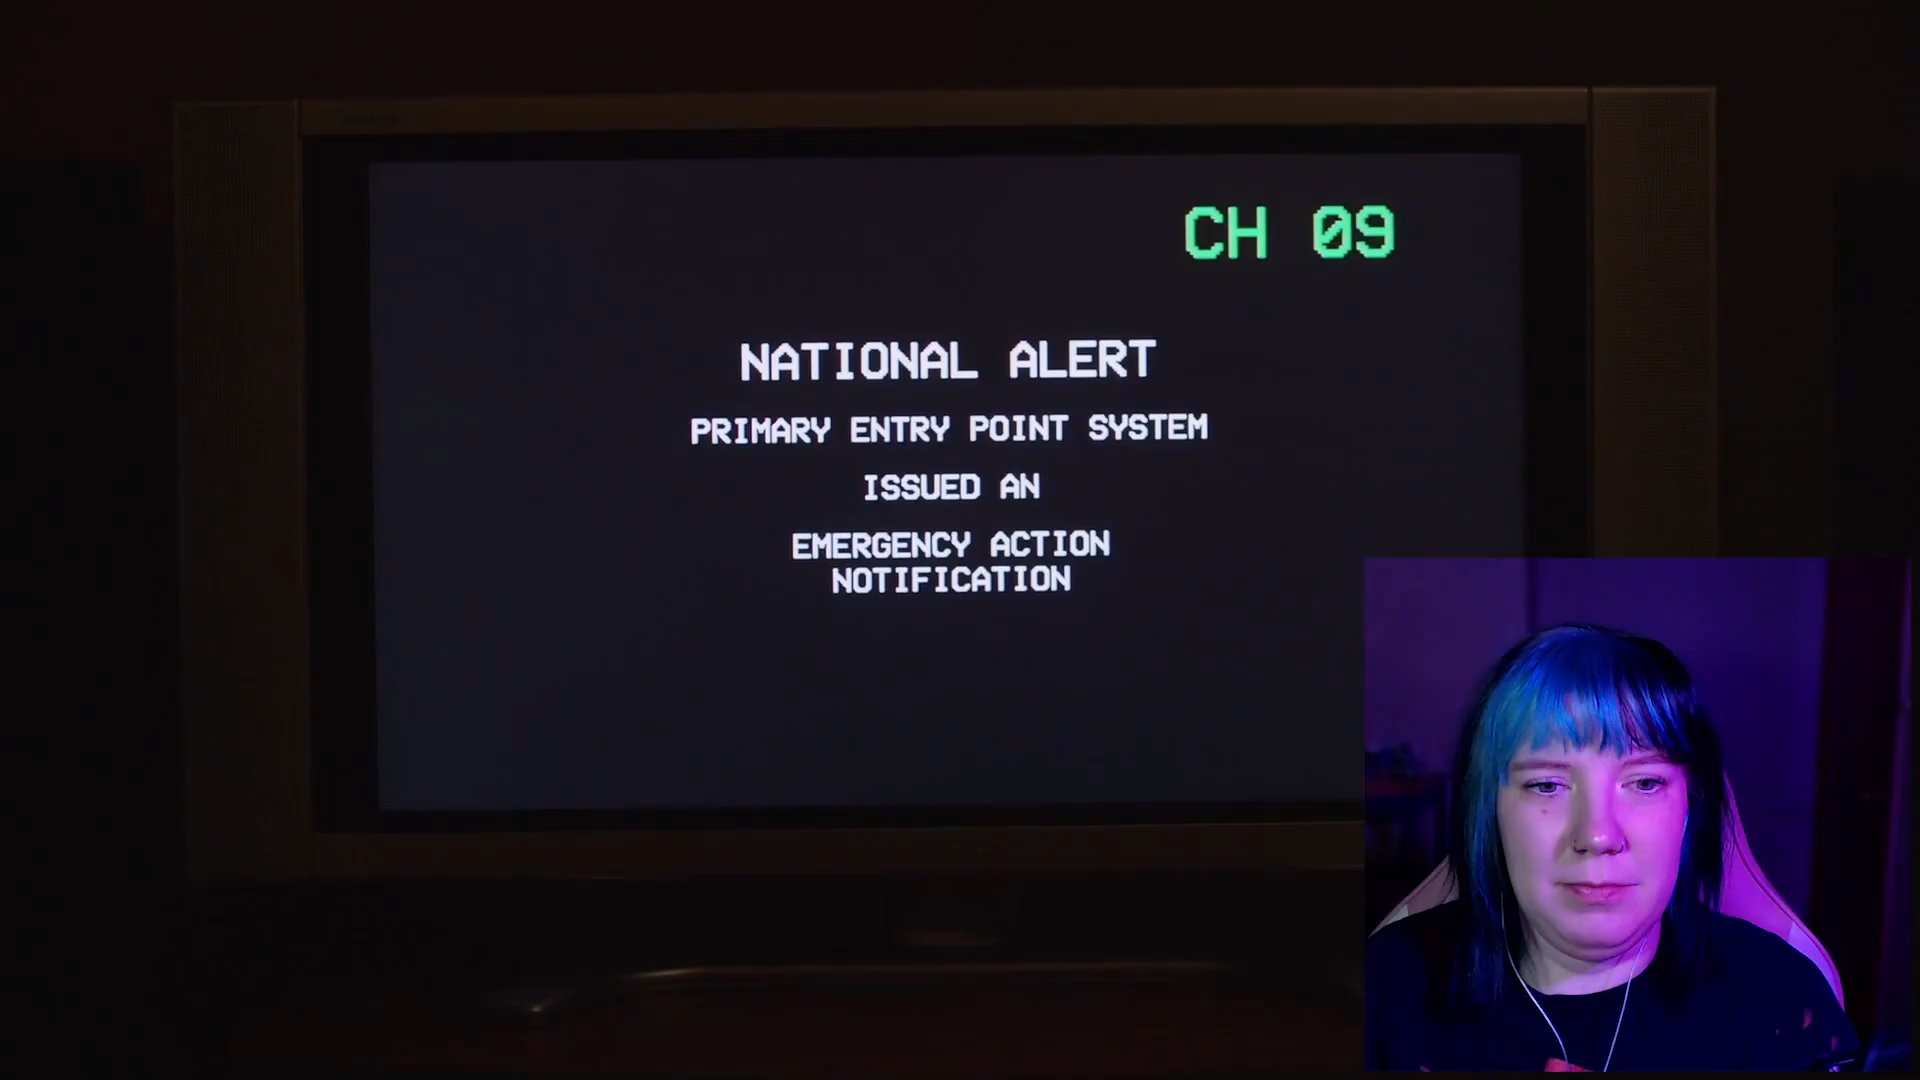 CH 09
NATIONAL ALERT
PRIMARY ENTRY POINT SYSTEM
ISSUED AN
EMERGENCY ACTION
NOTIFICATION